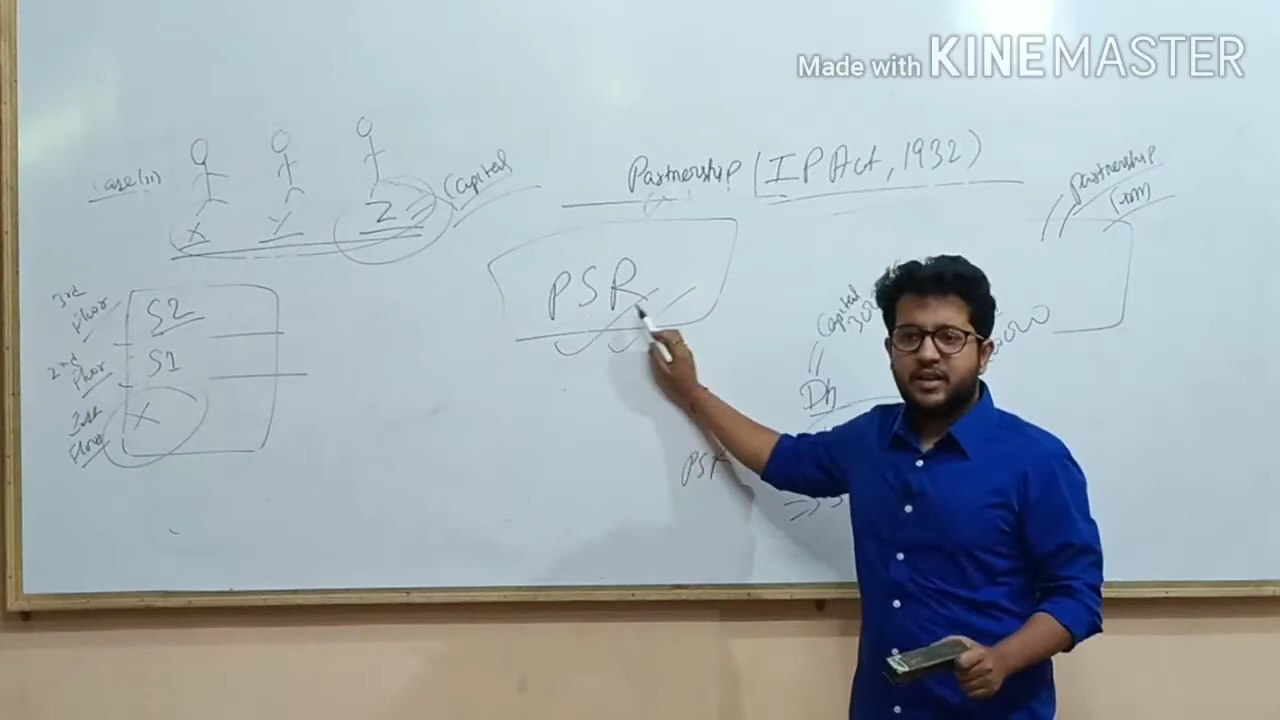 Made with KINEMASTER
Partnership (IP Act, 1932)
Partnership
Firm
Case (ii)
X Y Z
Capital
3rd
Floor
S2
2nd
Floor
S1
Floor
X
PSR
Capital
PSR